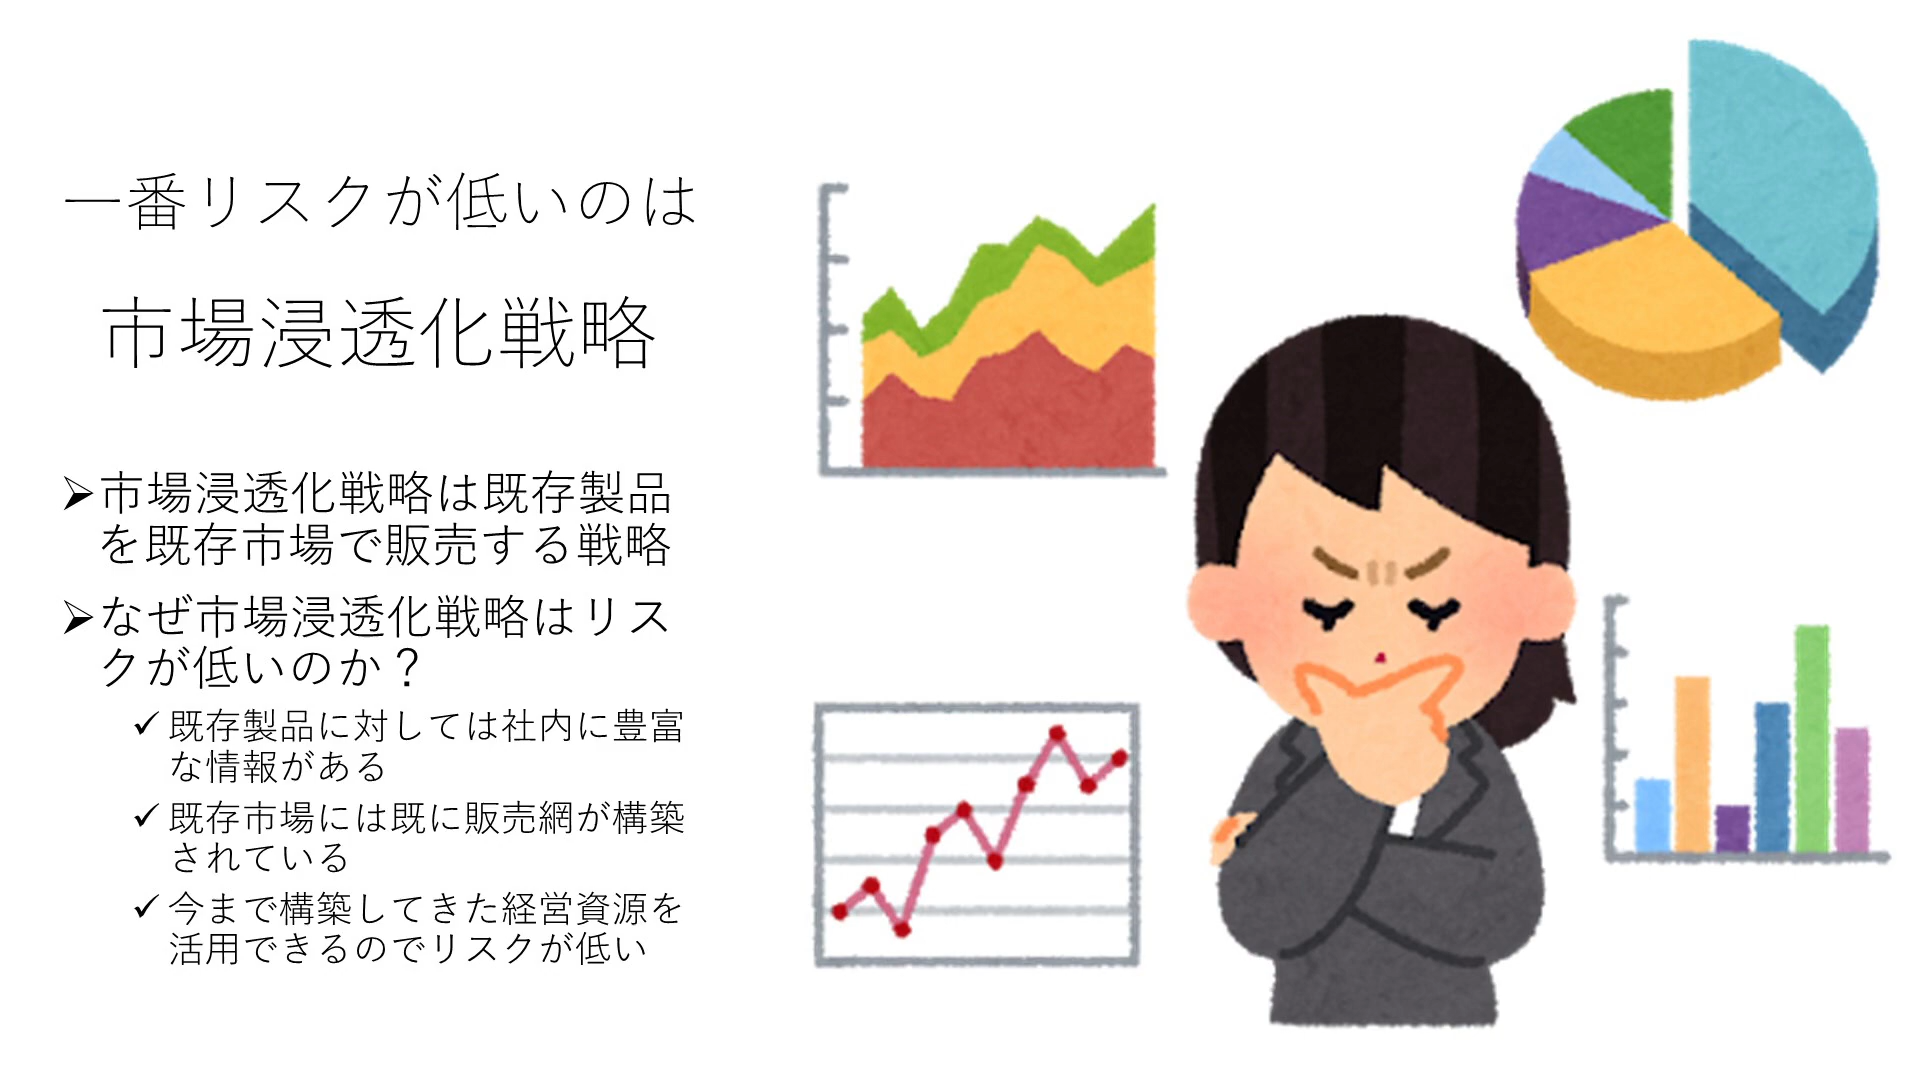 一番リスクが低いのは
市場浸透化戦略
➢市場浸透化戦略は既存製品
を既存市場で販売する戦略
➢なぜ市場浸透化戦略はリス
クが低いのか？
✓既存製品に対しては社内に豊富
な情報がある
✓既存市場には既に販売網が構築
されている
✓今まで構築してきた経営資源を
活用できるのでリスクが低い